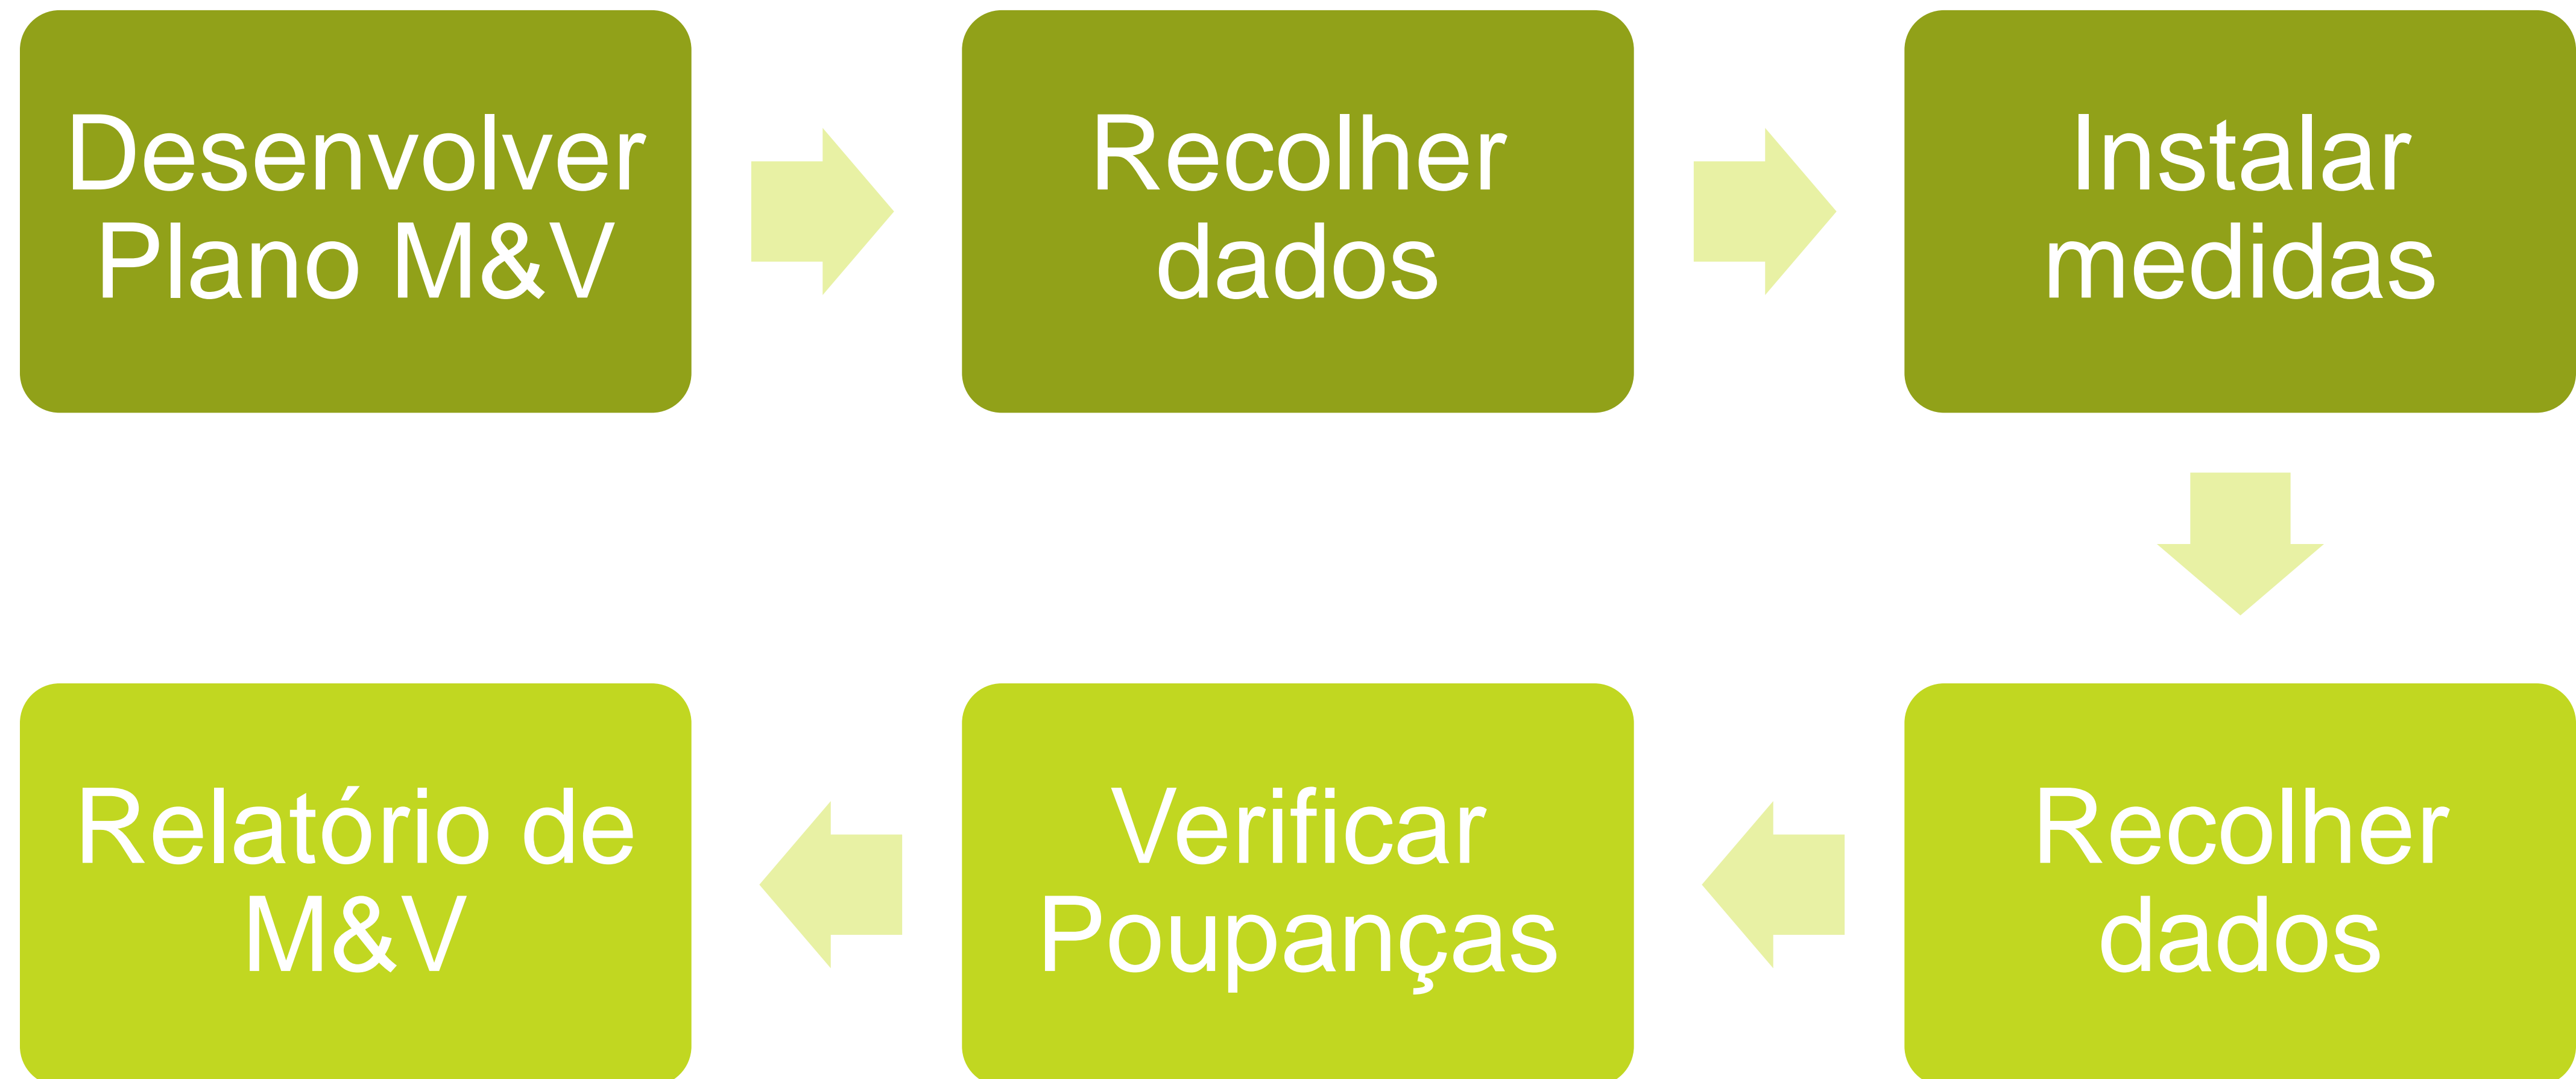 Desenvolver
Plano M&V
Recolher
dados
Instalar
medidas
Recolher
dados
Verificar
Poupanças
Relatório de
M&V